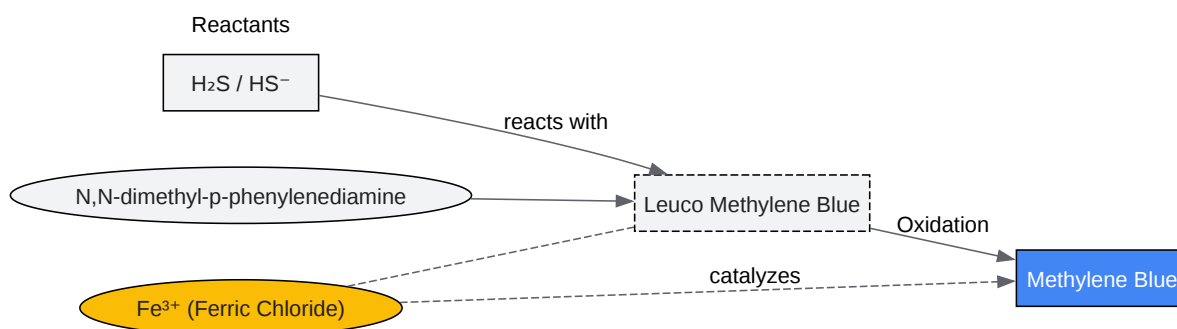 Reactants
H₂S / HS⁻
reacts with
N,N-dimethyl-p-phenylenediamine
Leuco Methylene Blue
Oxidation
catalyzes
Methylene Blue
Fe³⁺ (Ferric Chloride)